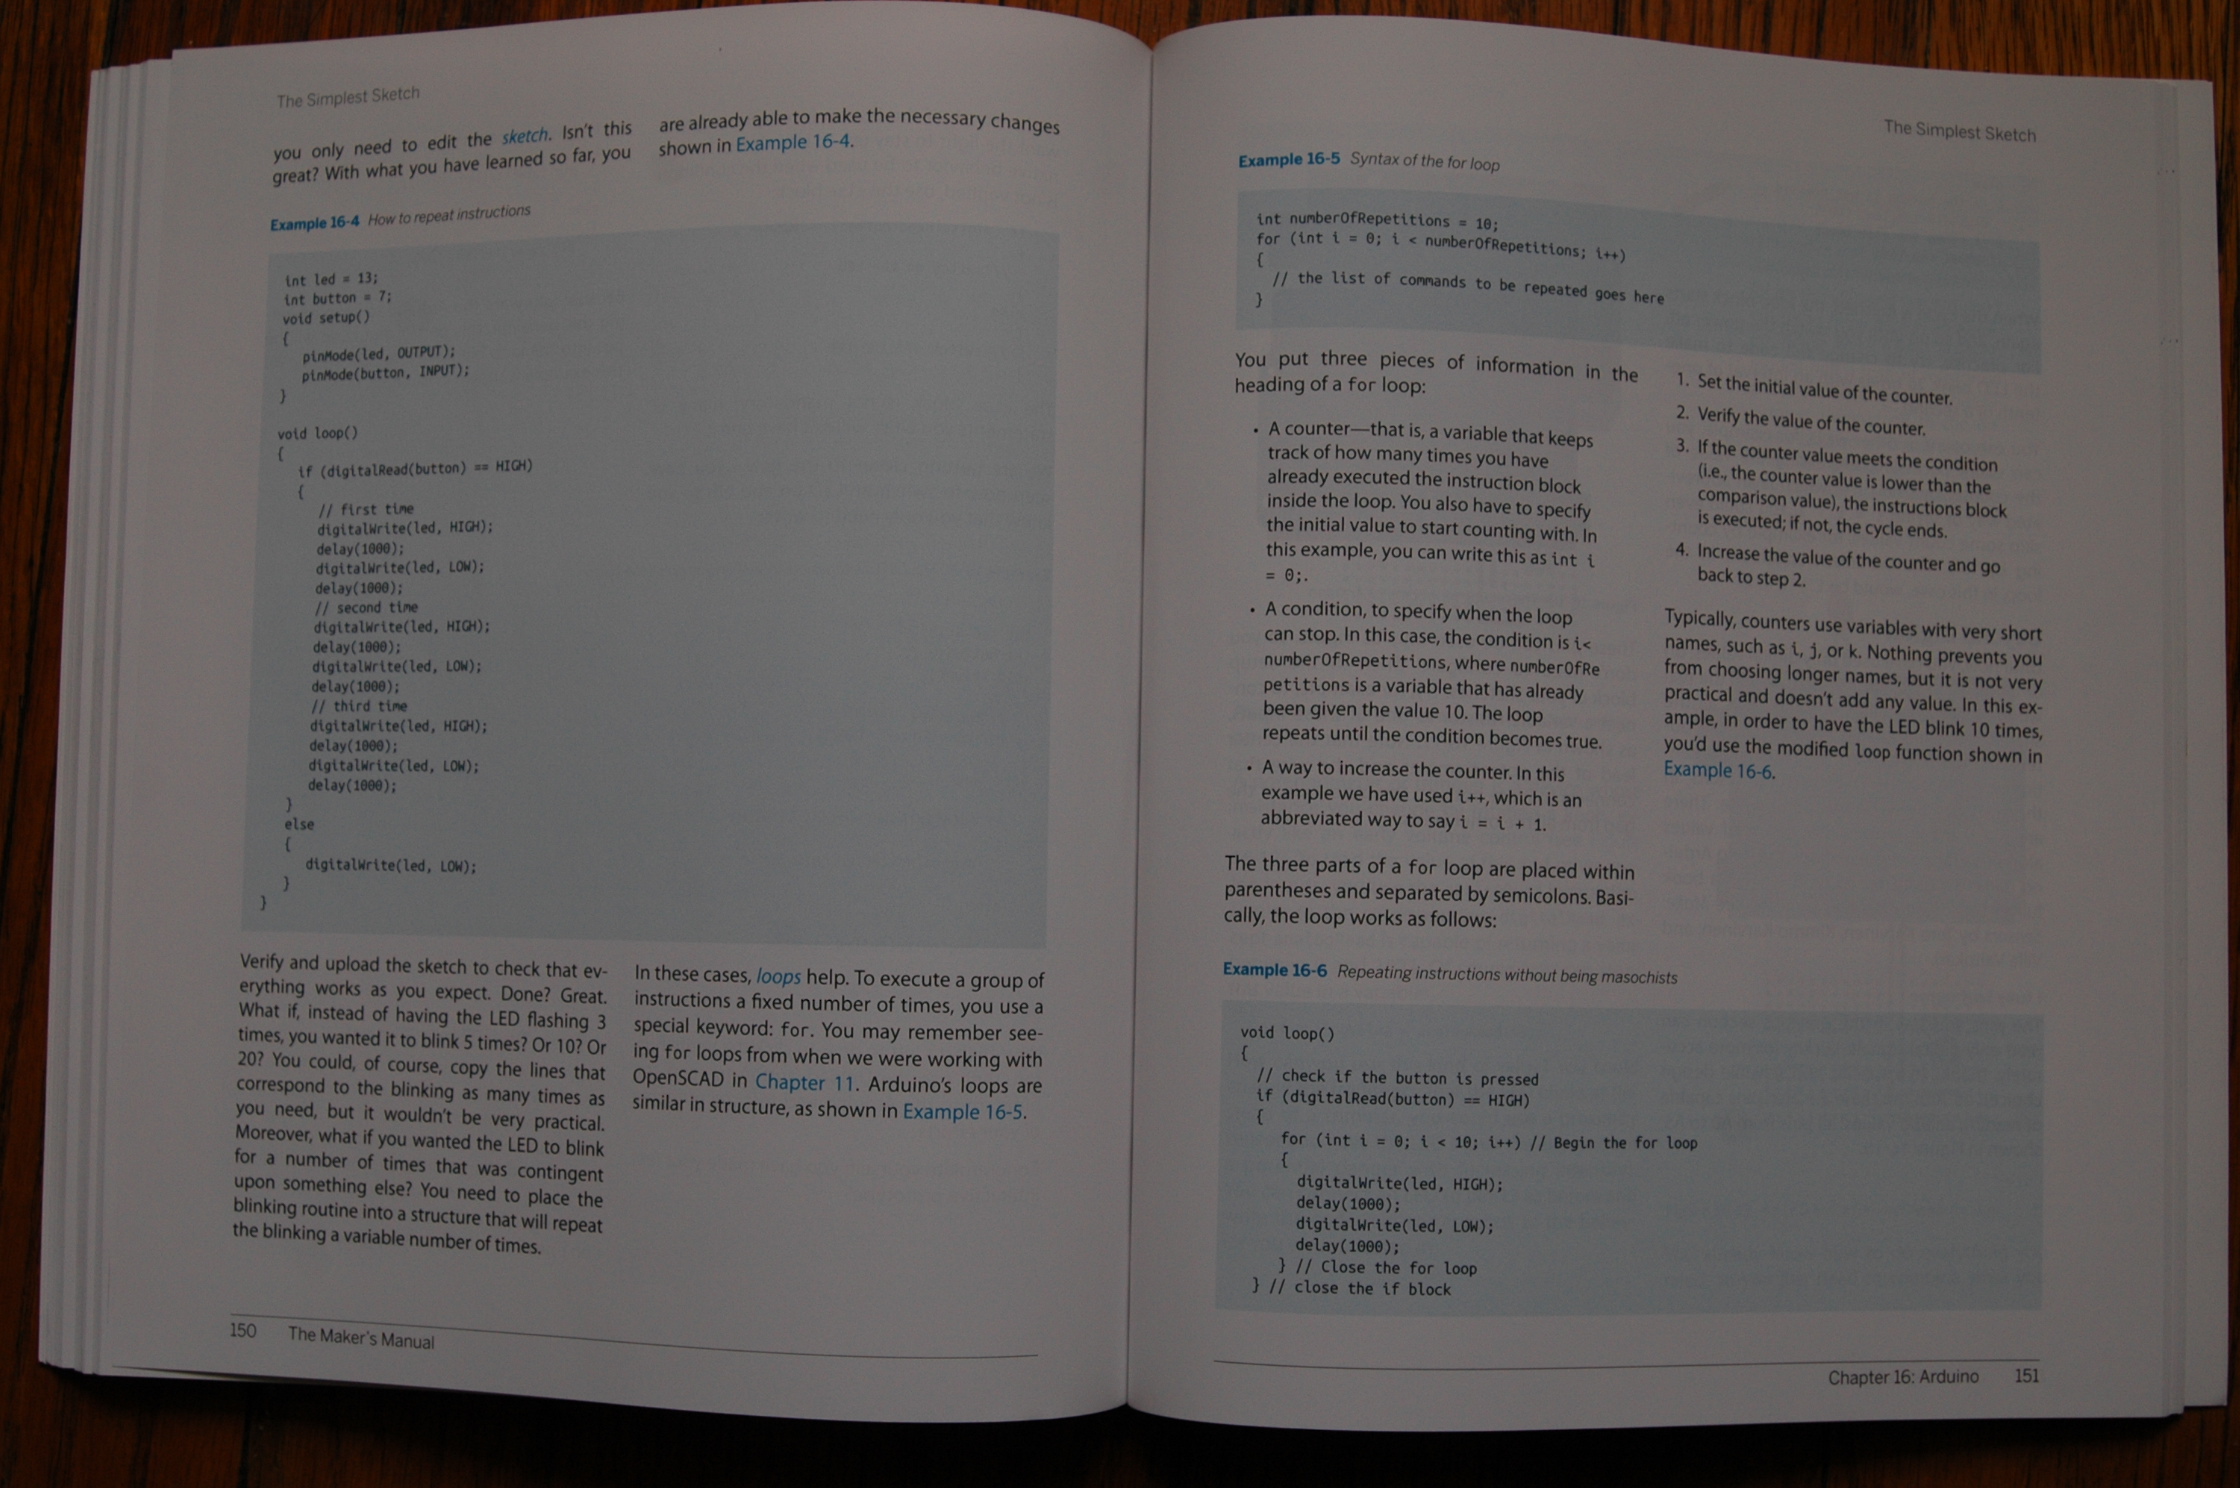 The Simplest Sketch
you only need to edit the sketch. Isn't this
great? With what you have learned so far, you
are already able to make the necessary changes
shown in Example 16-4.
Example 16-4 How to repeat instructions
int led = 13;
int button = 7;
void setup()
{
pinMode(led, OUTPUT);
pinMode(button, INPUT);
}
void loop()
{
if (digitalRead(button) == HIGH)
{
// first time
digitalWrite(led, HIGH);
delay(1000);
digitalWrite(led, LOW);
delay(1000);
// second time
digitalWrite(led, HIGH);
delay(1000);
digitalWrite(led, LOW);
delay(1000);
// third time
digitalWrite(led, HIGH);
delay(1000);
digitalWrite(led, LOW);
delay(1000);
}
else
{
digitalWrite(led, LOW);
}
}
Verify and upload the sketch to check that ev-
erything works as you expect. Done? Great.
What if, instead of having the LED flashing 3
times, you wanted it to blink 5 times? Or 10? Or
20? You could, of course, copy the lines that
correspond to the blinking as many times as
you need, but it wouldn't be very practical.
Moreover, what if you wanted the LED to blink
for a number of times that was contingent
upon something else? You need to place the
blinking routine into a structure that will repeat
the blinking a variable number of times.
In these cases, loops help. To execute a group of
instructions a fixed number of times, you use a
special keyword: for. You may remember see-
ing for loops from when we were working with
OpenSCAD in Chapter 11. Arduino's loops are
similar in structure, as shown in Example 16-5.
150 The Maker's Manual
The Simplest Sketch
Example 16-5 Syntax of the for loop
int numberOfRepetitions = 10;
for (int i = 0; i < numberOfRepetitions; i++)
{
// the list of commands to be repeated goes here
}
You put three pieces of information in the
heading of a for loop:
• A counter—that is, a variable that keeps
track of how many times you have
already executed the instruction block
inside the loop. You also have to specify
the initial value to start counting with. In
this example, you can write this as int i
= 0;.
• A condition, to specify when the loop
can stop. In this case, the condition is i<
numberOfRepetitions, where numberOfRe
petitions is a variable that has already
been given the value 10. The loop
repeats until the condition becomes true.
• A way to increase the counter. In this
example we have used i++, which is an
abbreviated way to say i = i + 1.
The three parts of a for loop are placed within
parentheses and separated by semicolons. Basi-
cally, the loop works as follows:
1. Set the initial value of the counter.
2. Verify the value of the counter.
3. If the counter value meets the condition
(i.e., the counter value is lower than the
comparison value), the instructions block
is executed; if not, the cycle ends.
4. Increase the value of the counter and go
back to step 2.
Typically, counters use variables with very short
names, such as i, j, or k. Nothing prevents you
from choosing longer names, but it is not very
practical and doesn't add any value. In this ex-
ample, in order to have the LED blink 10 times,
you'd use the modified loop function shown in
Example 16-6.
Example 16-6 Repeating instructions without being masochists
void loop()
{
// check if the button is pressed
if (digitalRead(button) == HIGH)
{
for (int i = 0; i < 10; i++) // Begin the for loop
{
digitalWrite(led, HIGH);
delay(1000);
digitalWrite(led, LOW);
delay(1000);
} // Close the for loop
} // close the if block
Chapter 16: Arduino 151